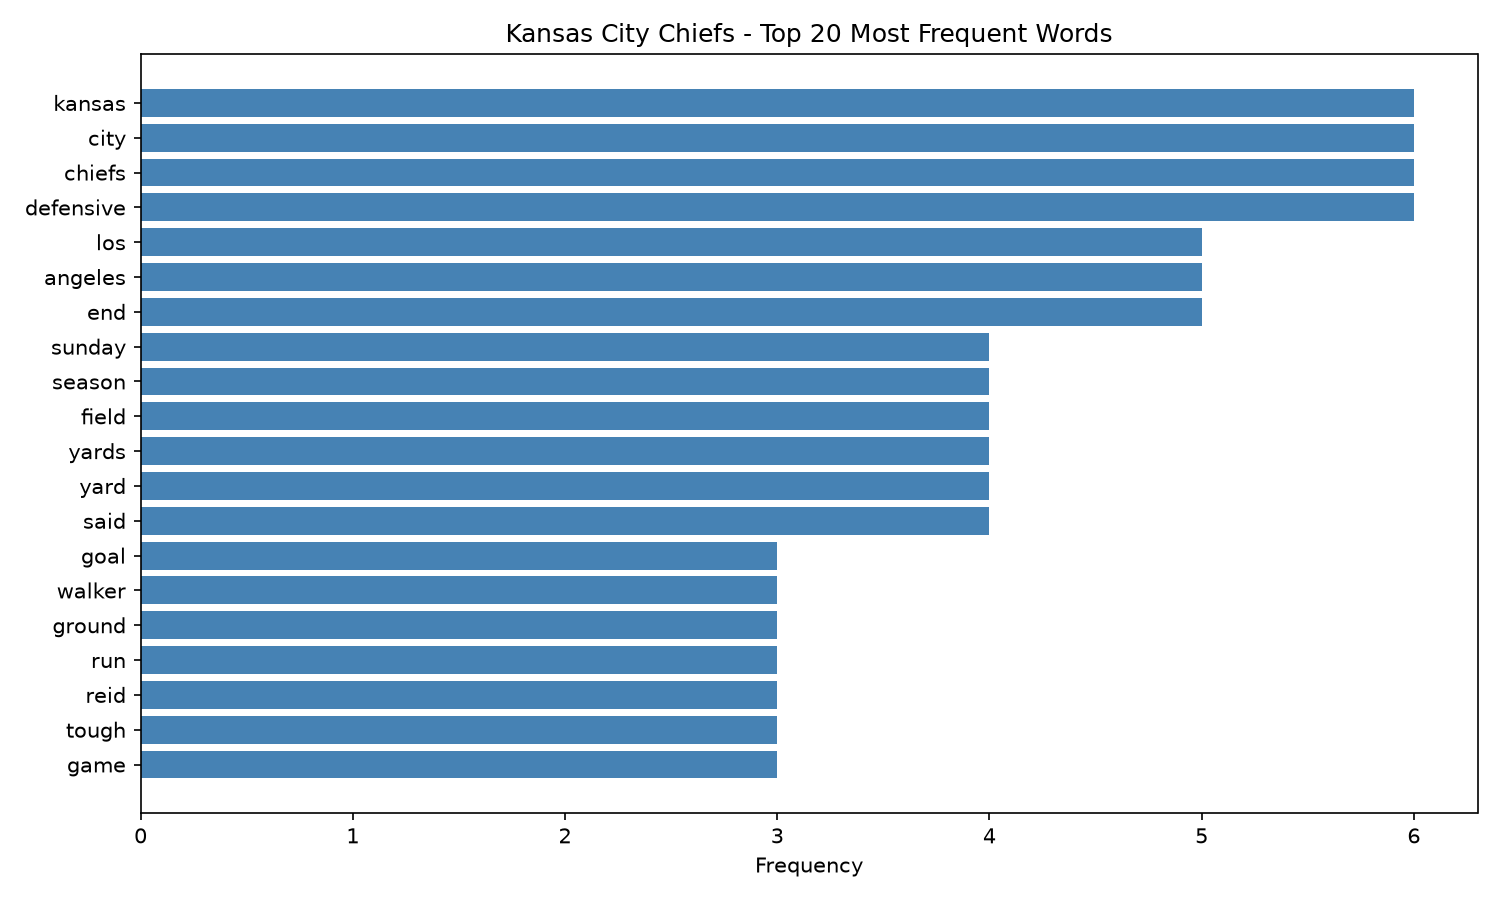 Kansas City Chiefs - Top 20 Most Frequent Words
kansas
city
chiefs
defensive
los
angeles
end
sunday
season
field
yards
yard
said
goal
walker
ground
run
reid
tough
game
0 1 2 3 4 5 6
Frequency